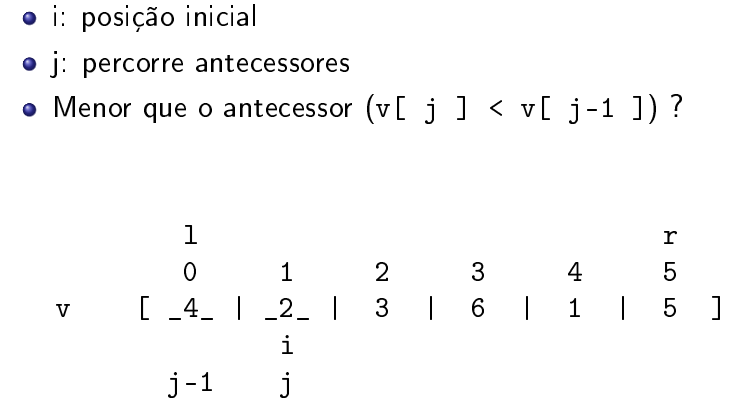 i: posição inicial
j: percorre antecessores
Menor que o antecessor (v[ j ] < v[ j-1 ]) ?
l r
0 1 2 3 4 5
v [ _4_ | _2_ | 3 | 6 | 1 | 5 ]
i
j-1 j